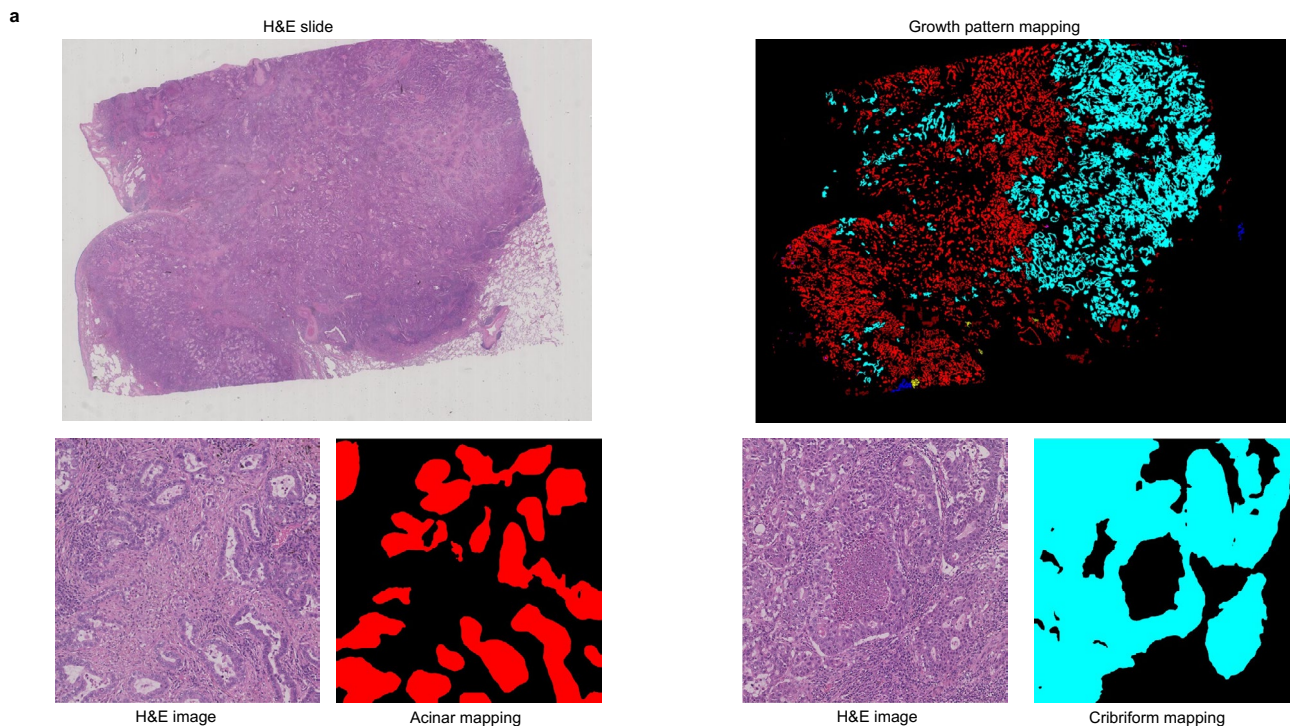 a
H&E slide
Growth pattern mapping
H&E image
Acinar mapping
H&E image
Cribriform mapping